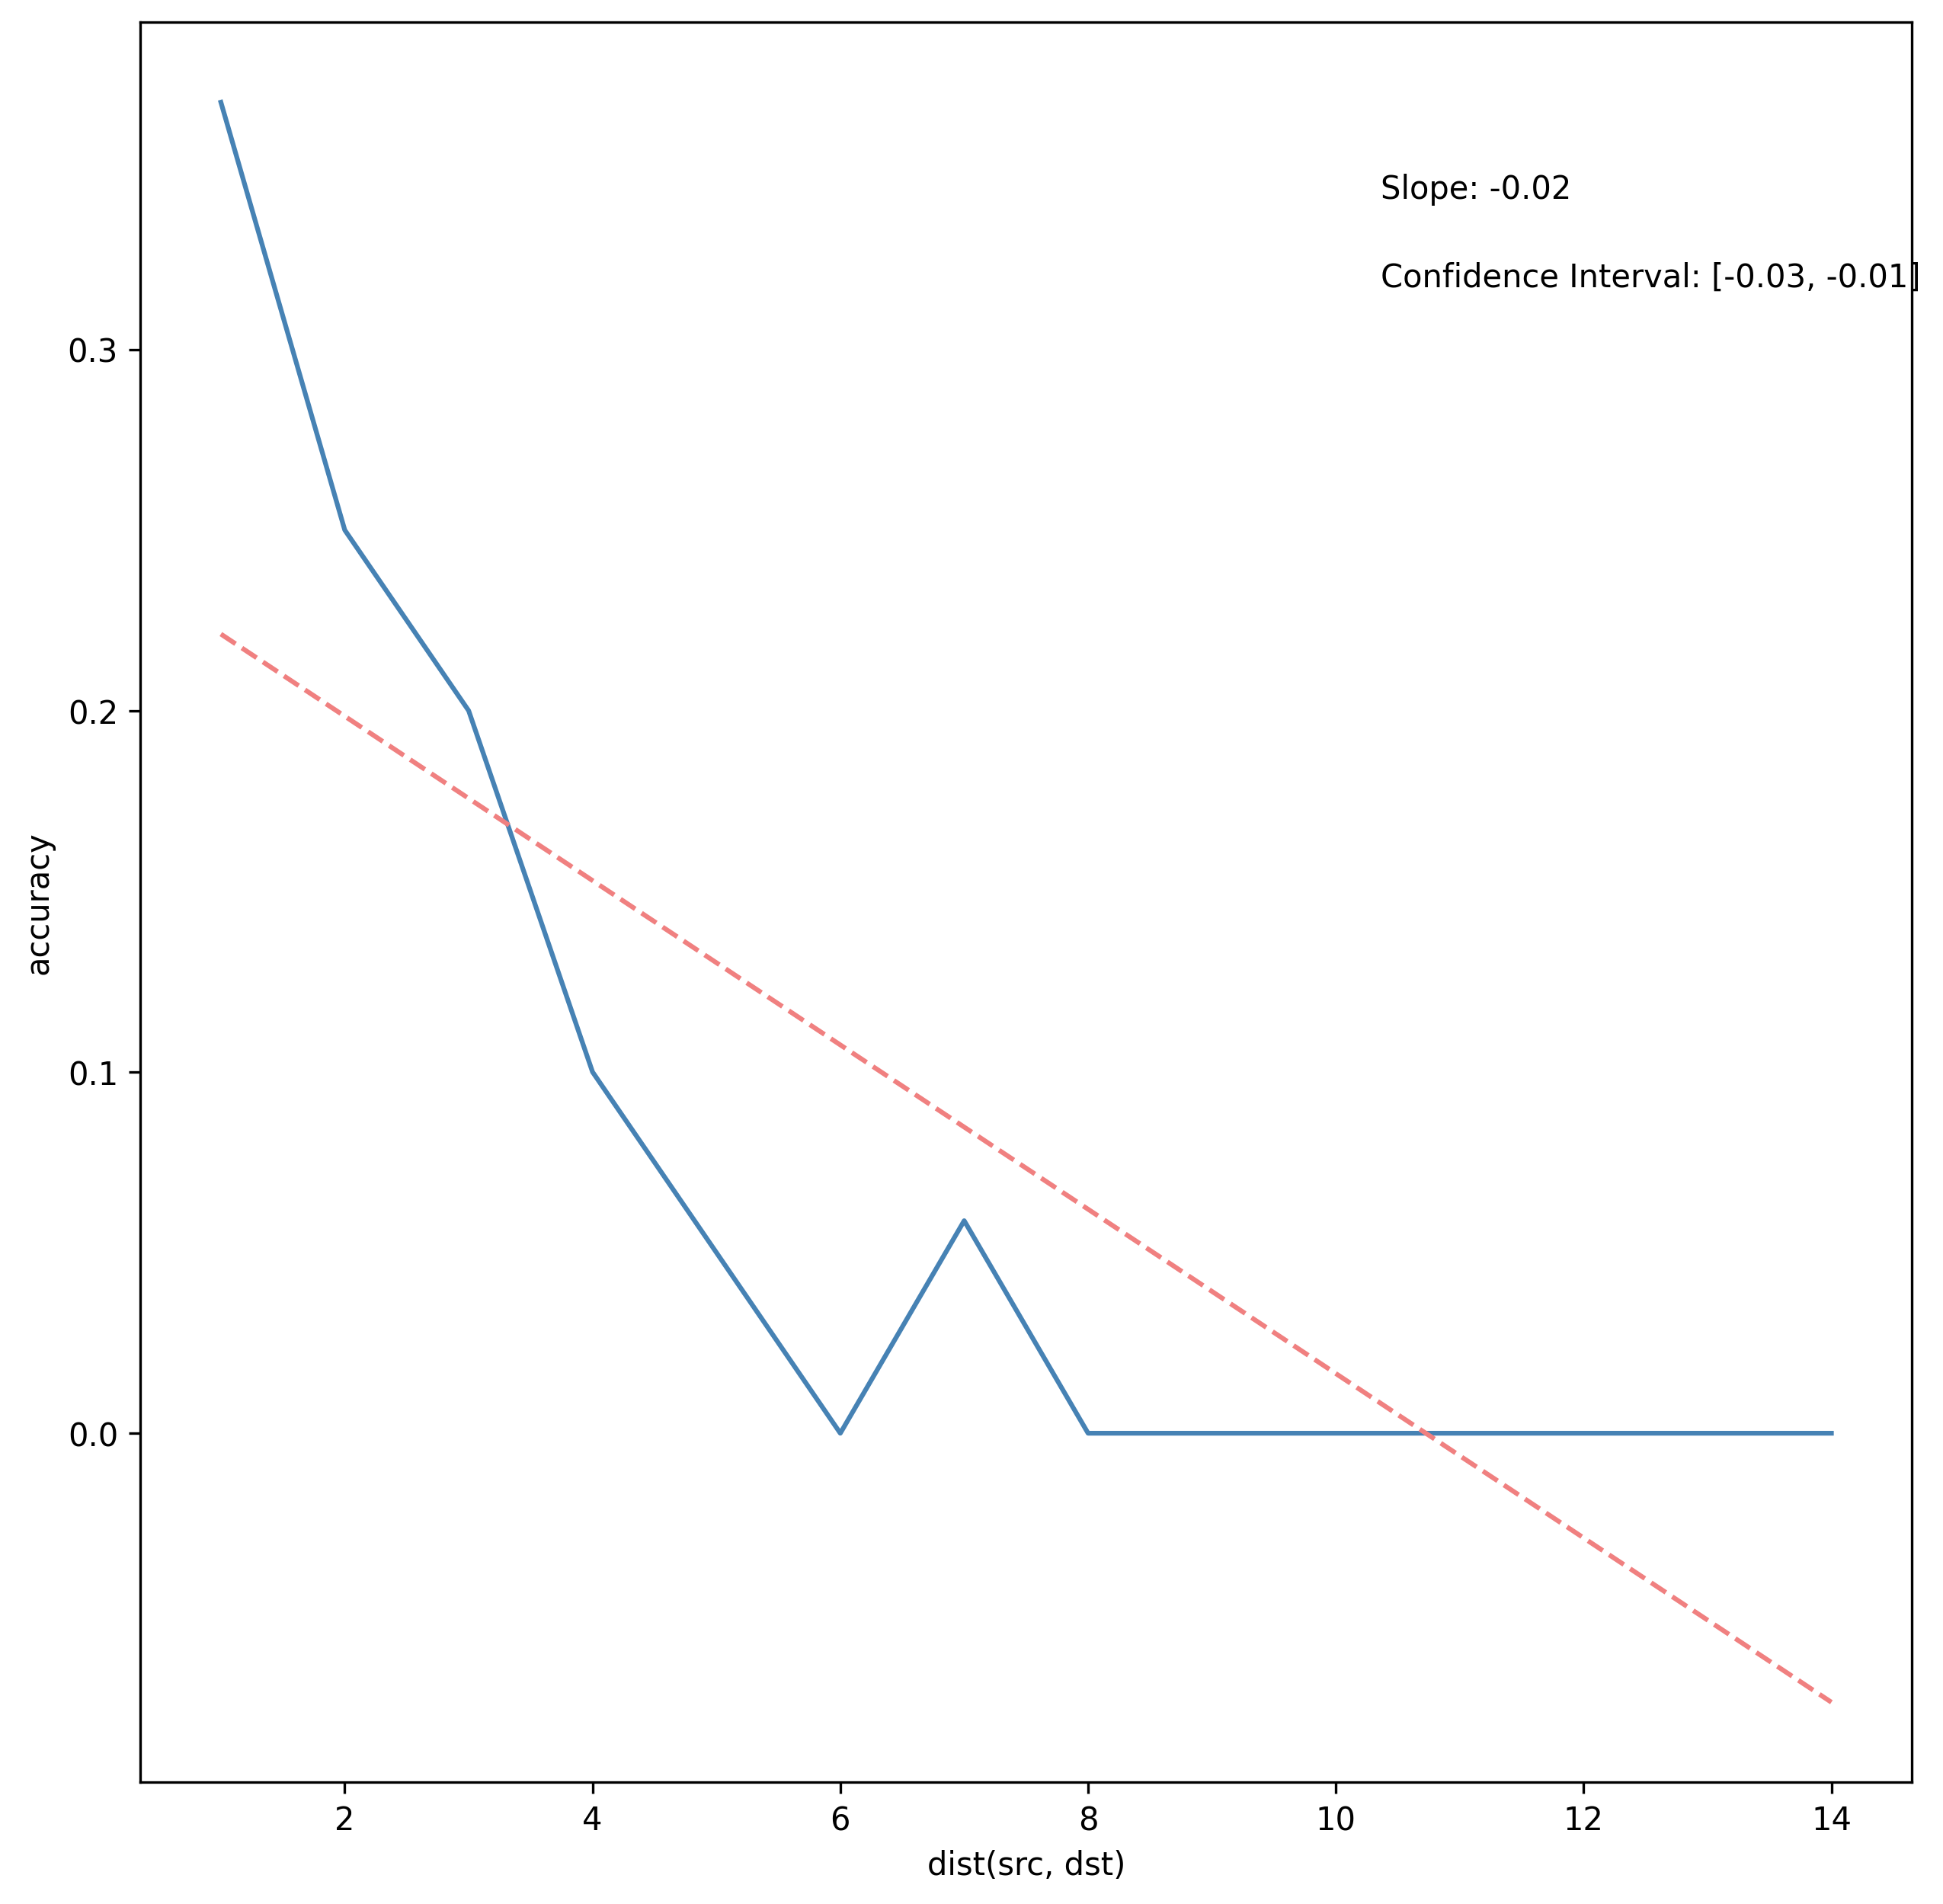 Slope: -0.02
Confidence Interval: [-0.03, -0.01]
0.3
0.2
0.1
0.0
accuracy
2 4 6 8 10 12 14
dist(src, dst)